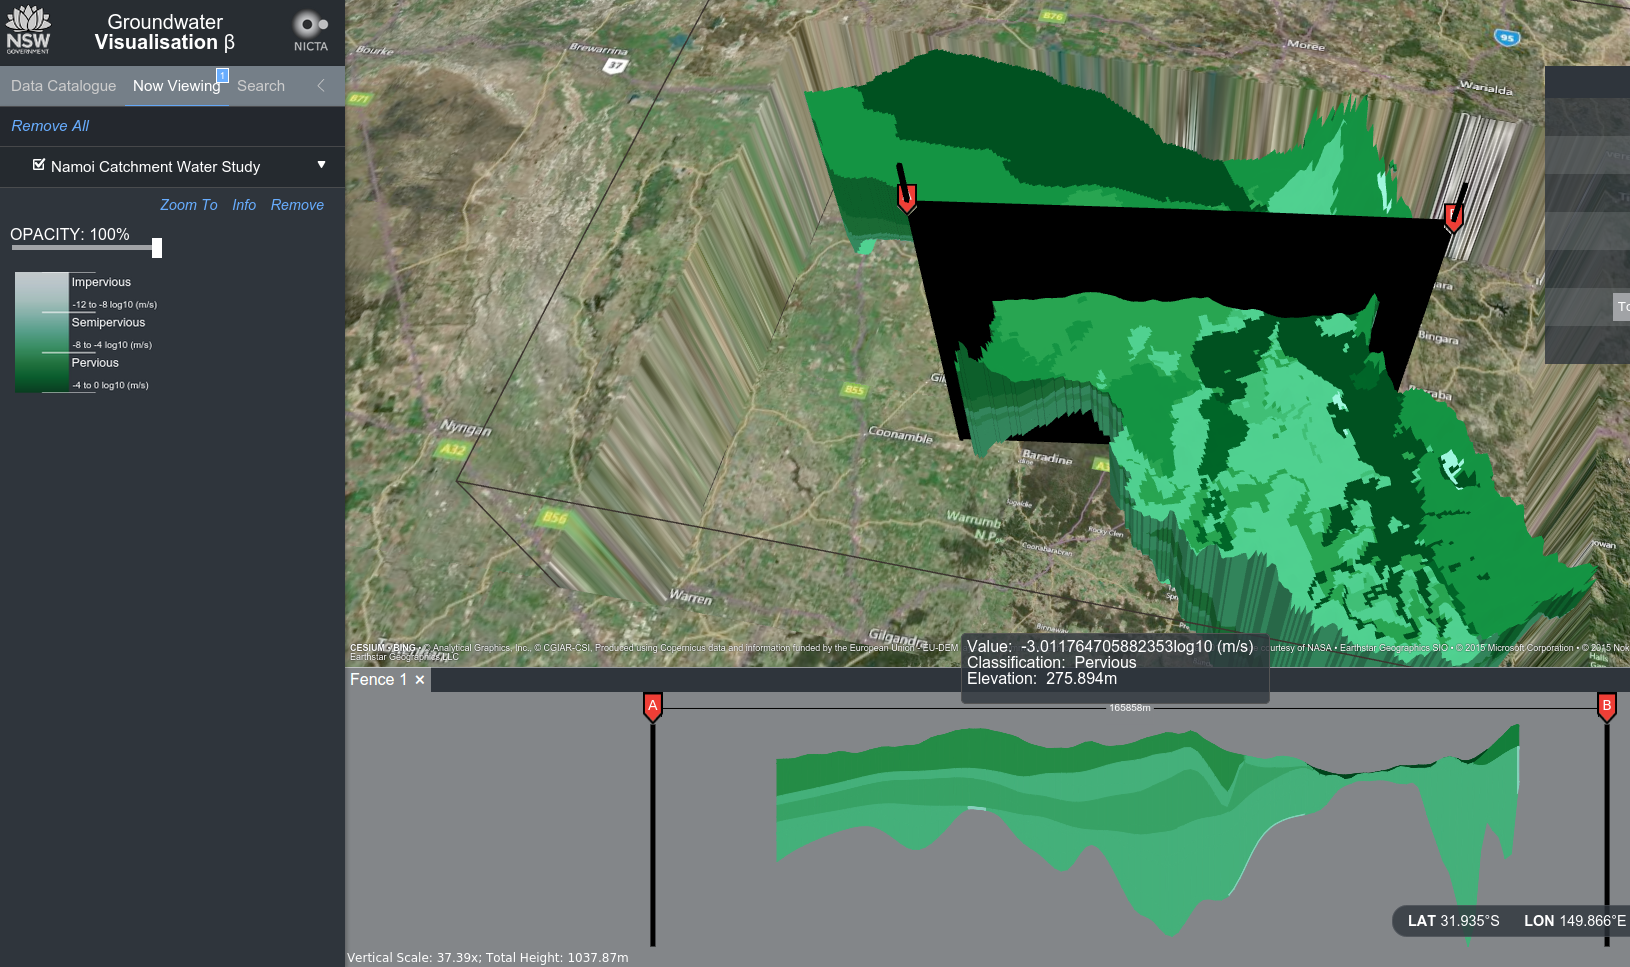 NSW
GOVERNMENT
Groundwater
Visualisation β
NICTA
Data Catalogue
Now Viewing
1
Search
Remove All
Namoi Catchment Water Study
Zoom To
Info
Remove
OPACITY: 100%
Impervious
-12 to -8 log10 (m/s)
Semipervious
-8 to -4 log10 (m/s)
Pervious
-4 to 0 log10 (m/s)
Bourke
Brewarrina
37
B76
Moree
95
Warialda
B71
Bingara
Nyngan
A32
B55
Coonamble
Baradine
B56
Warrumb
N P
Rocky Glen
Coonabarabran
Warren
Gilgandra
Binneway
To
CESIUM • BING • © Analytical Graphics, Inc., © CGIAR-CSI, Produced using Copernicus data and information funded by the European Union - EU-DEM
courtesy of NASA • Earthstar Geographics SIO • © 2015 Microsoft Corporation • © 2015 Nok
Earthstar Geographics LLC
Value: -3.011764705882353log10 (m/s)
Classification: Pervious
Elevation: 275.894m
Fence 1 ×
A
165858m
B
LAT 31.935°S
LON 149.866°E
Vertical Scale: 37.39x; Total Height: 1037.87m